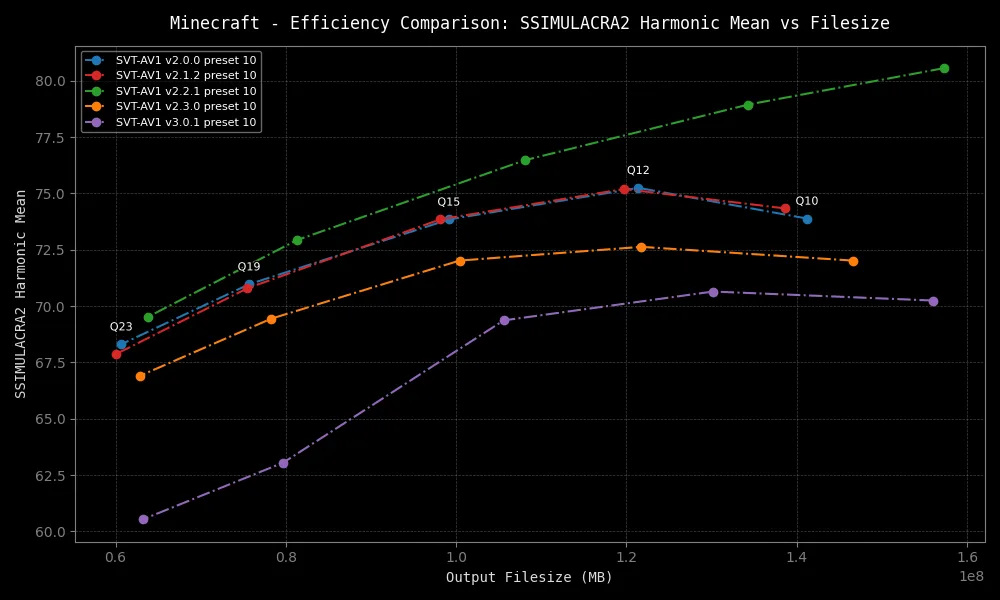 Minecraft - Efficiency Comparison: SSIMULACRA2 Harmonic Mean vs Filesize
SVT-AV1 v2.0.0 preset 10
SVT-AV1 v2.1.2 preset 10
SVT-AV1 v2.2.1 preset 10
SVT-AV1 v2.3.0 preset 10
SVT-AV1 v3.0.1 preset 10
SSIMULACRA2 Harmonic Mean
80.0
77.5
75.0
72.5
70.0
67.5
65.0
62.5
60.0
Q23
Q19
Q15
Q12
Q10
0.6 0.8 1.0 1.2 1.4 1.6
1e8
Output Filesize (MB)